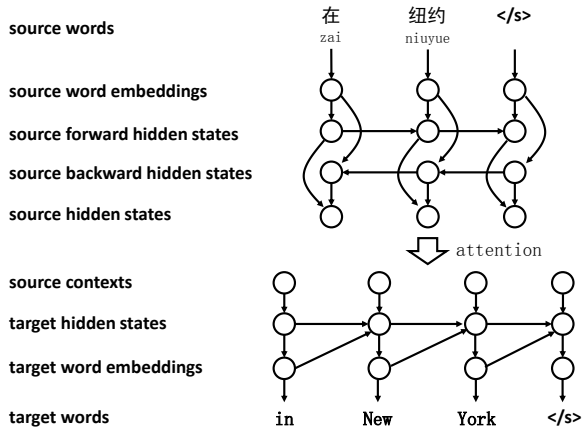 source words 在 纽约 </s>
zai niuyue
source word embeddings
source forward hidden states
source backward hidden states
source hidden states
attention
source contexts
target hidden states
target word embeddings
target words in New York </s>